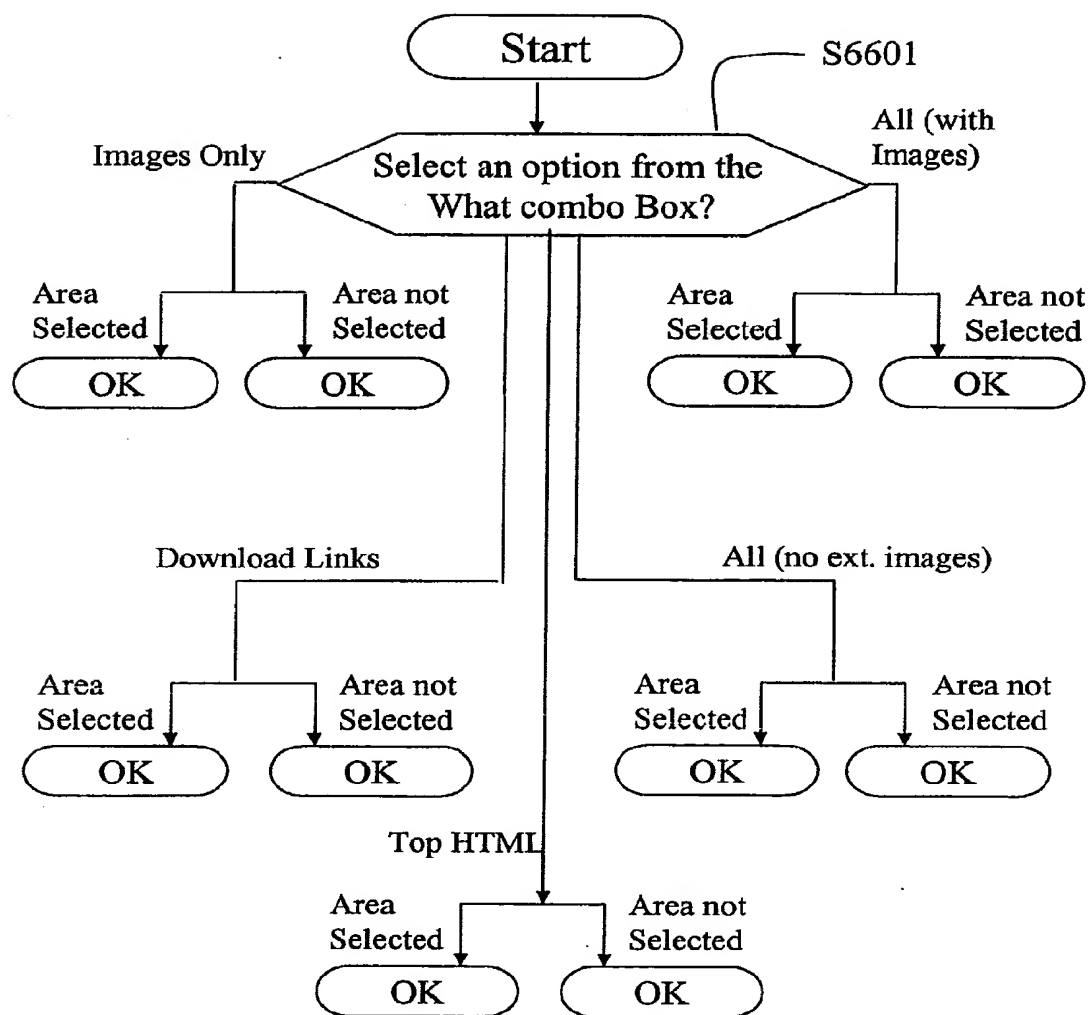 Start
S6601
Images Only
All (with
Images)
Select an option from the
What combo Box?
Area
Selected
Area not
Selected
Area
Selected
Area not
Selected
OK
OK
OK
OK
Download Links
All (no ext. images)
Area
Selected
Area not
Selected
Area
Selected
Area not
Selected
OK
OK
OK
OK
Top HTML
Area
Selected
Area not
Selected
OK
OK